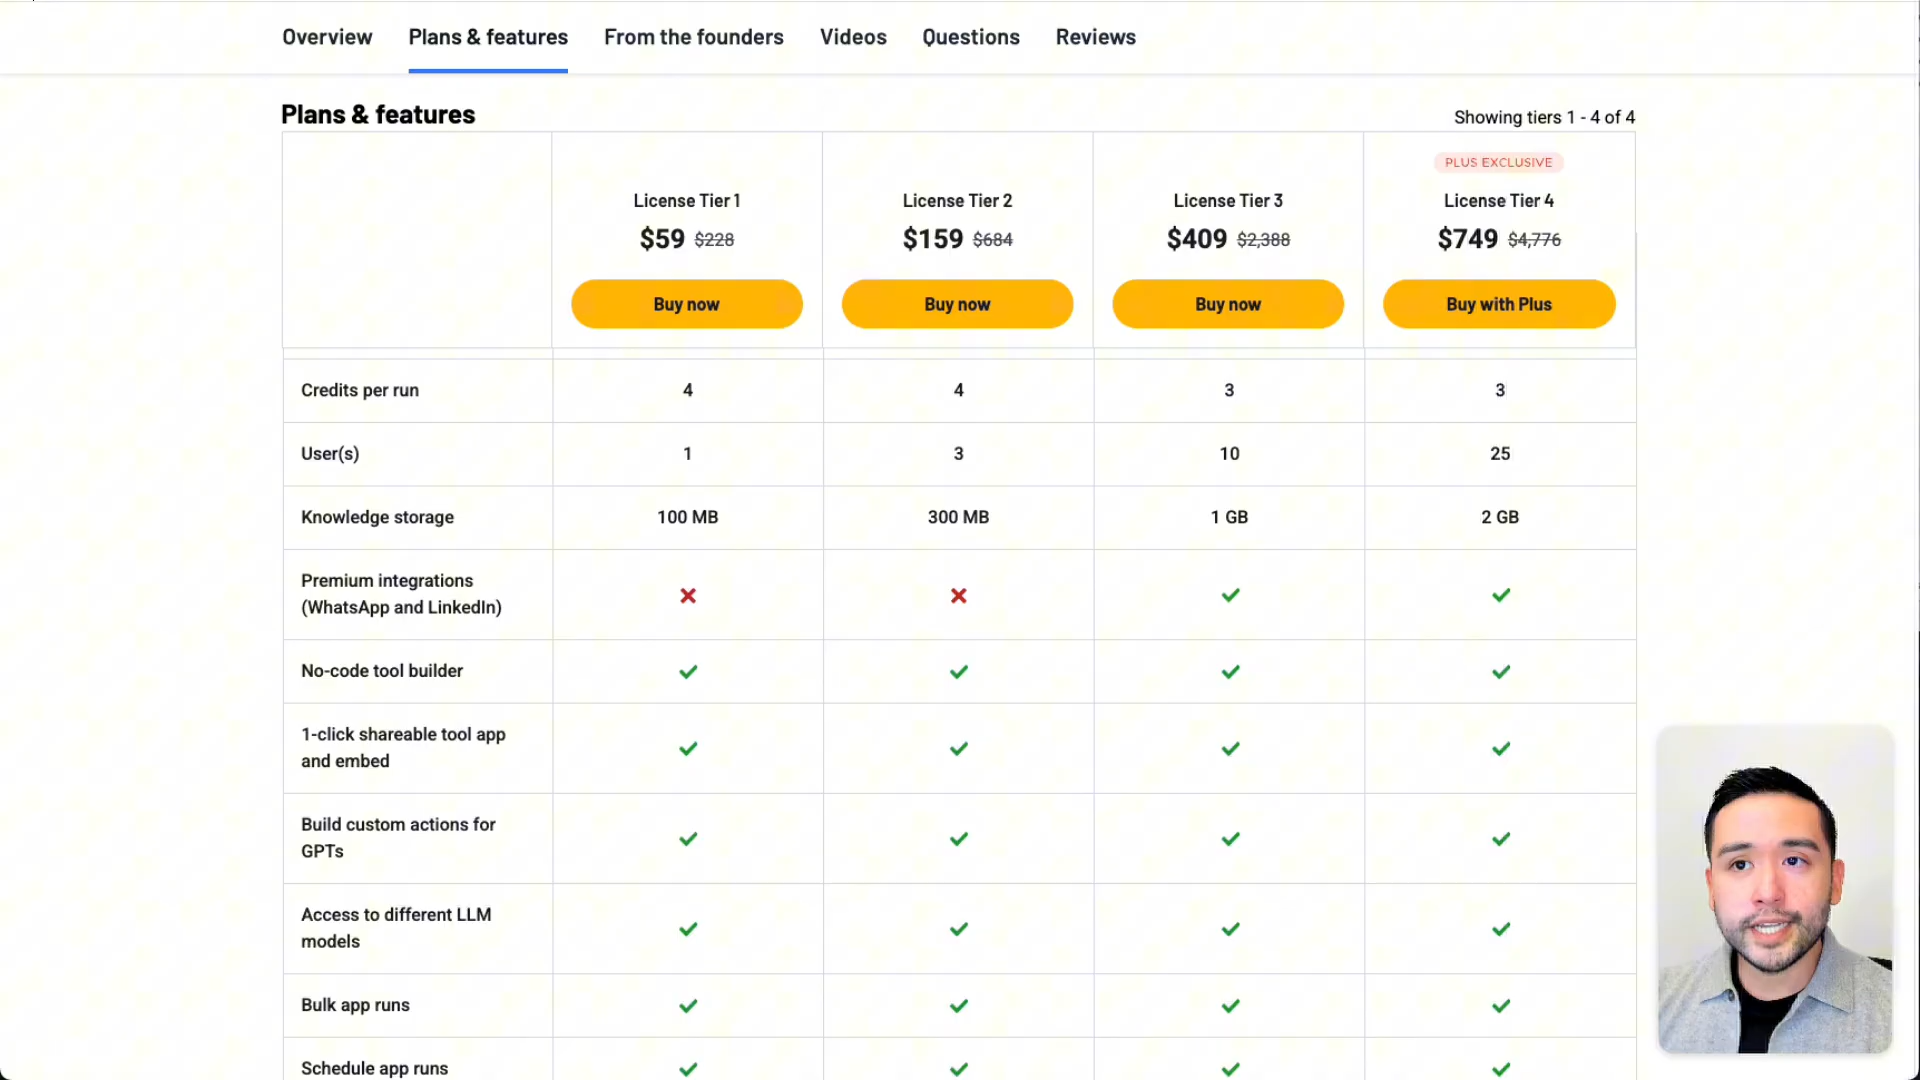 Overview Plans & features From the founders Videos Questions Reviews
Plans & features
Showing tiers 1 - 4 of 4
PLUS EXCLUSIVE
License Tier 1 License Tier 2 License Tier 3 License Tier 4
$59 $228 $159 $684 $409 $2,388 $749 $4,776
Buy now Buy now Buy now Buy with Plus
Credits per run 4 4 3 3
User(s) 1 3 10 25
Knowledge storage 100 MB 300 MB 1 GB 2 GB
Premium integrations
(WhatsApp and LinkedIn)
No-code tool builder
1-click shareable tool app
and embed
Build custom actions for
GPTs
Access to different LLM
models
Bulk app runs
Schedule app runs